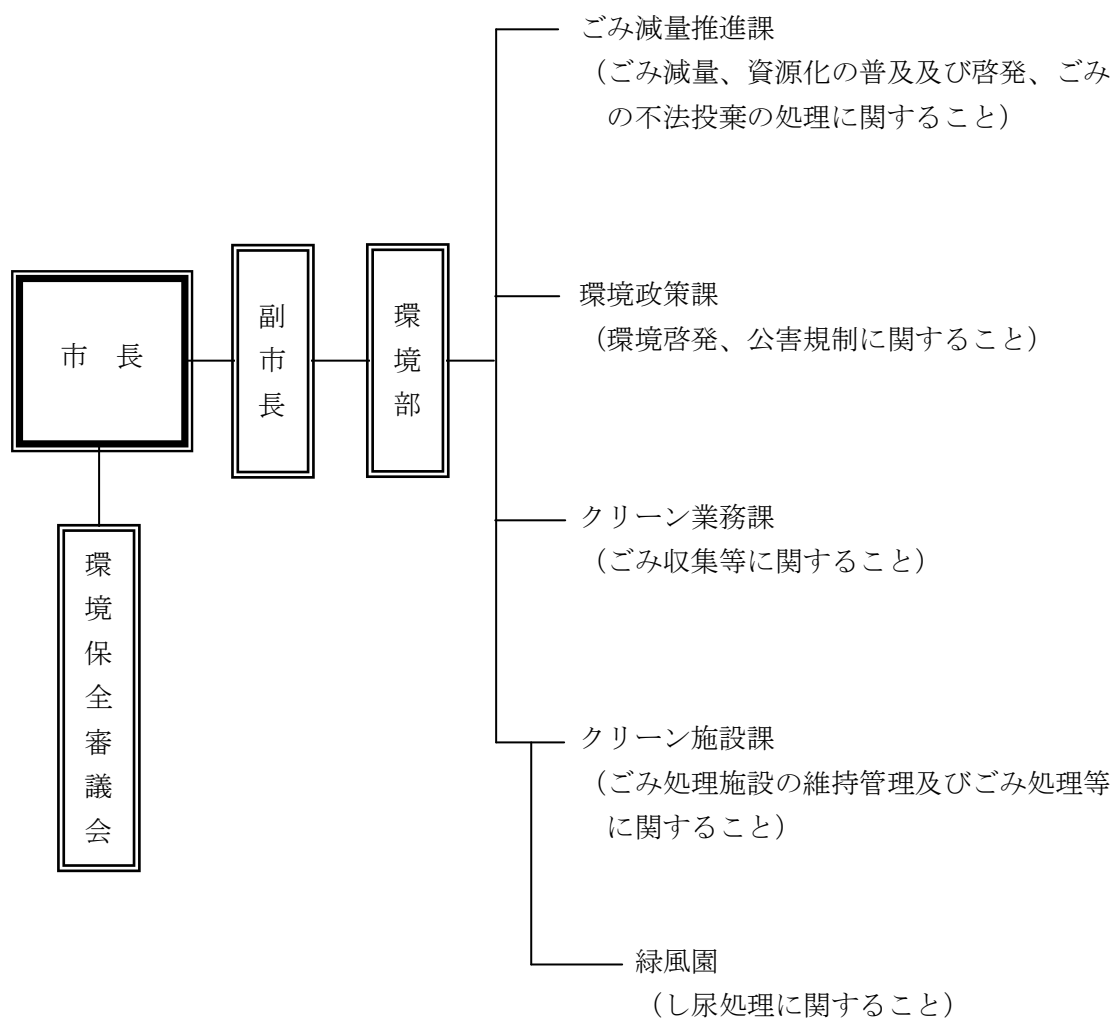 ごみ減量推進課
（ごみ減量、資源化の普及及び啓発、ごみ
の不法投棄の処理に関すること）
市 長
副市長
環境部
環境政策課
（環境啓発、公害規制に関すること）
環境保全審議会
クリーン業務課
（ごみ収集等に関すること）
クリーン施設課
（ごみ処理施設の維持管理及びごみ処理等
に関すること）
緑風園
（し尿処理に関すること）